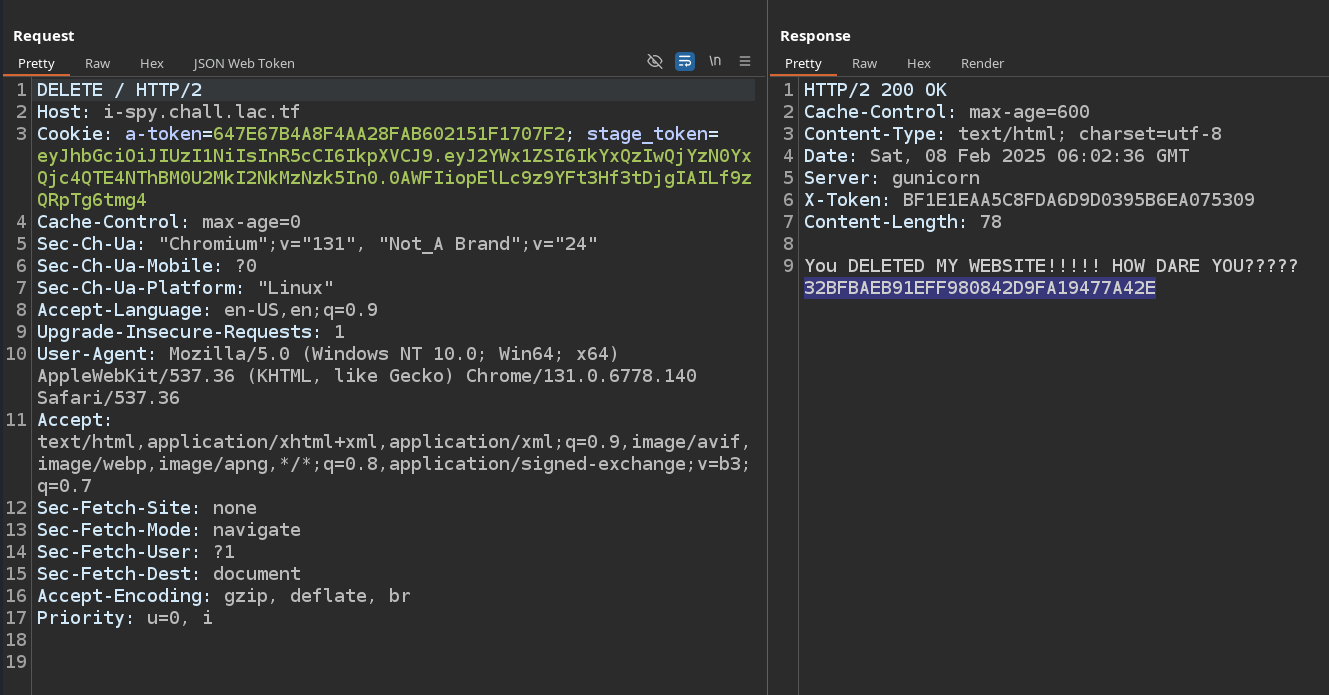 Request
Pretty Raw Hex JSON Web Token \n
1 DELETE / HTTP/2
2 Host: i-spy.chall.lac.tf
3 Cookie: a-token=647E67B4A8F4AA28FAB602151F1707F2; stage_token=
eyJhbGciOiJIUzI1NiIsInR5cCI6IkpXVCJ9.eyJ2YWx1ZSI6IkYxQzIwQjYzN0Yx
Qjc4QTE4NThBM0U2MkI2NkMzNzk5In0.0AWFIiopElLc9z9YFt3Hf3tDjgIAILf9z
QRpTg6tmg4
4 Cache-Control: max-age=0
5 Sec-Ch-Ua: "Chromium";v="131", "Not_A Brand";v="24"
6 Sec-Ch-Ua-Mobile: ?0
7 Sec-Ch-Ua-Platform: "Linux"
8 Accept-Language: en-US,en;q=0.9
9 Upgrade-Insecure-Requests: 1
10 User-Agent: Mozilla/5.0 (Windows NT 10.0; Win64; x64)
AppleWebKit/537.36 (KHTML, like Gecko) Chrome/131.0.6778.140
Safari/537.36
11 Accept:
text/html,application/xhtml+xml,application/xml;q=0.9,image/avif,
image/webp,image/apng,*/*;q=0.8,application/signed-exchange;v=b3;
q=0.7
12 Sec-Fetch-Site: none
13 Sec-Fetch-Mode: navigate
14 Sec-Fetch-User: ?1
15 Sec-Fetch-Dest: document
16 Accept-Encoding: gzip, deflate, br
17 Priority: u=0, i
18
19
Response
Pretty Raw Hex Render
1 HTTP/2 200 OK
2 Cache-Control: max-age=600
3 Content-Type: text/html; charset=utf-8
4 Date: Sat, 08 Feb 2025 06:02:36 GMT
5 Server: gunicorn
6 X-Token: BF1E1EAA5C8FDA6D9D0395B6EA075309
7 Content-Length: 78
8
9 You DELETED MY WEBSITE!!!!! HOW DARE YOU?????
32BFBAEB91EFF980842D9FA19477A42E